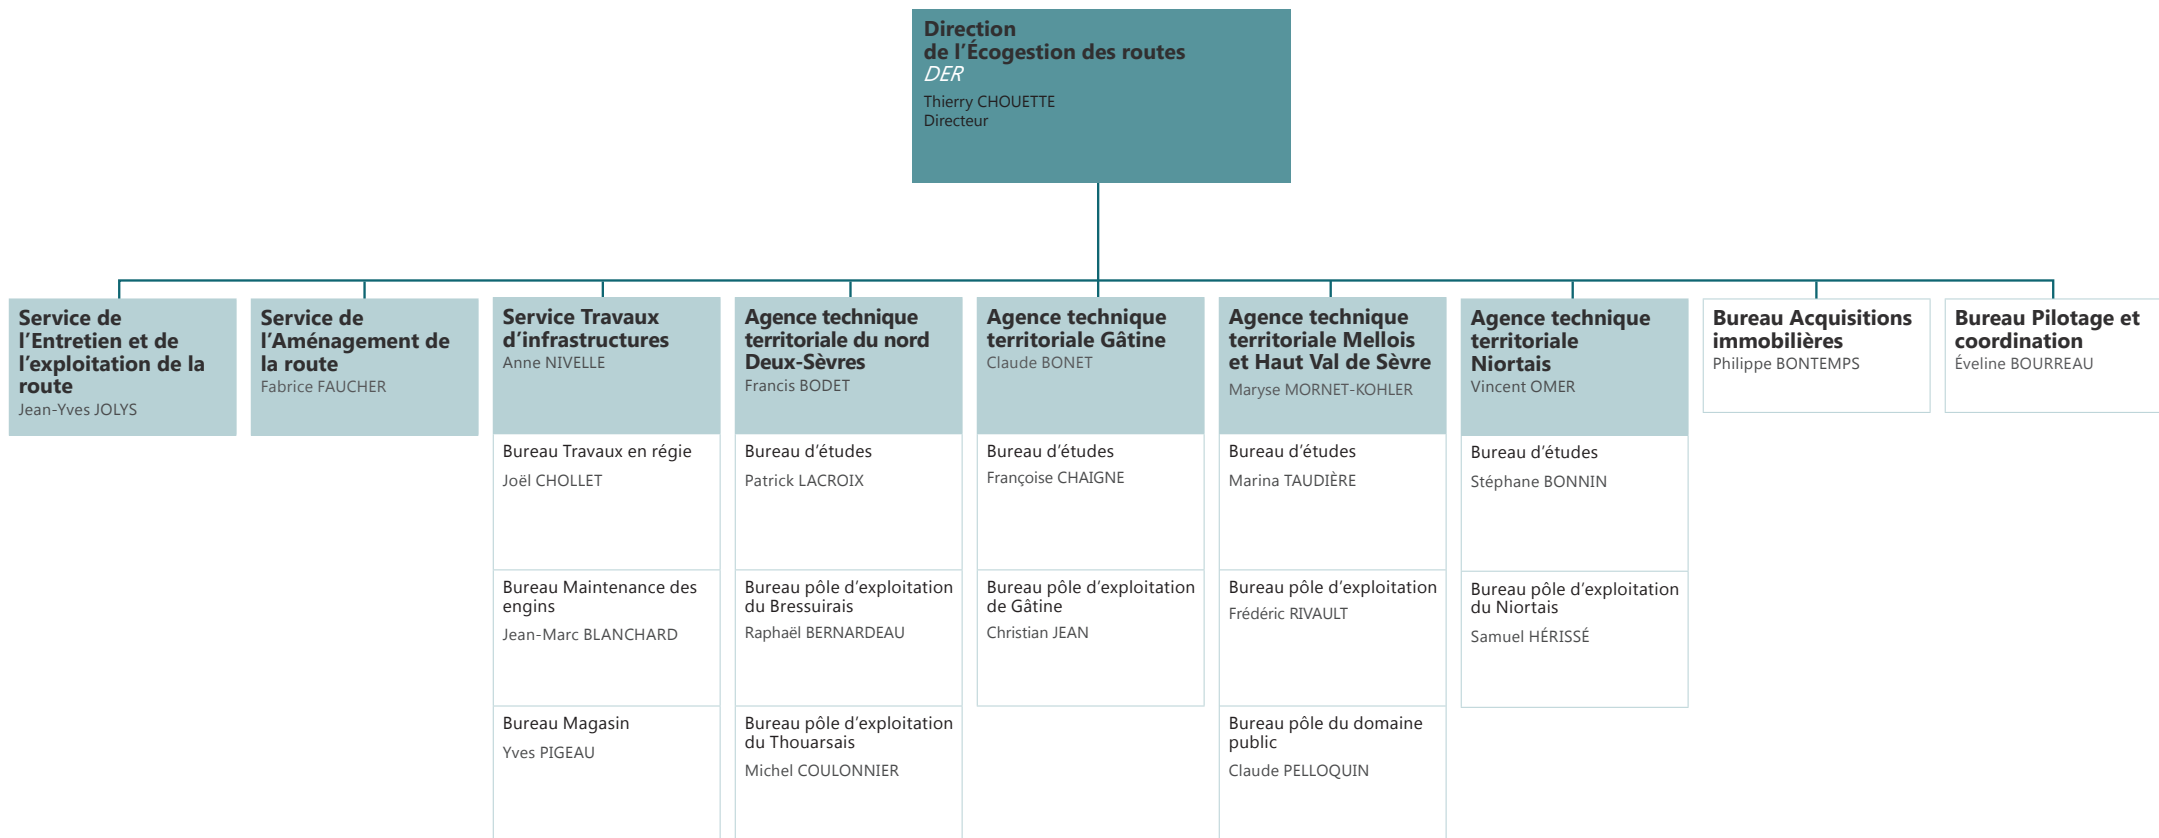 Direction
de l’Écogestion des routes
DER
Thierry CHOUETTE
Directeur
Service de
l’Entretien et de
l’exploitation de la
route
Jean-Yves JOLYS
Service de
l’Aménagement de
la route
Fabrice FAUCHER
Service Travaux
d’infrastructures
Anne NIVELLE
Bureau Travaux en régie
Joël CHOLLET
Bureau Maintenance des
engins
Jean-Marc BLANCHARD
Bureau Magasin
Yves PIGEAU
Agence technique
territoriale du nord
Deux-Sèvres
Francis BODET
Bureau d’études
Patrick LACROIX
Bureau pôle d’exploitation
du Bressuirais
Raphaël BERNARDEAU
Bureau pôle d’exploitation
du Thouarsais
Michel COULONNIER
Agence technique
territoriale Gâtine
Claude BONET
Bureau d’études
Françoise CHAIGNE
Bureau pôle d’exploitation
de Gâtine
Christian JEAN
Agence technique
territoriale Mellois
et Haut Val de Sèvre
Maryse MORNET-KOHLER
Bureau d’études
Marina TAUDIÈRE
Bureau pôle d’exploitation
Frédéric RIVAULT
Bureau pôle du domaine
public
Claude PELLOQUIN
Agence technique
territoriale
Niortais
Vincent OMER
Bureau d’études
Stéphane BONNIN
Bureau pôle d’exploitation
du Niortais
Samuel HÉRISSÉ
Bureau Acquisitions
immobilières
Philippe BONTEMPS
Bureau Pilotage et
coordination
Éveline BOURREAU